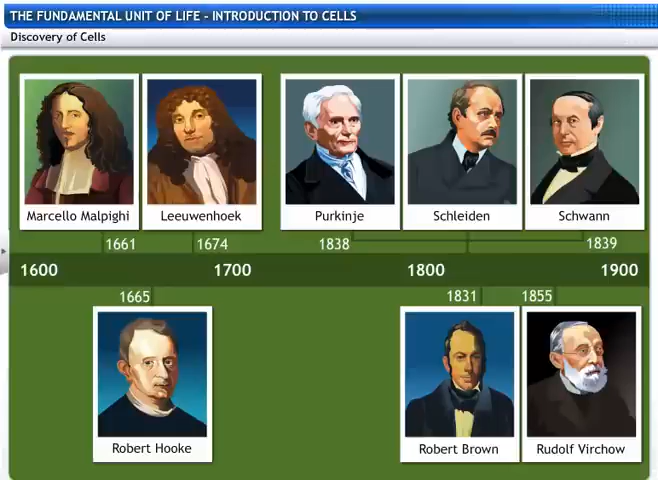 THE FUNDAMENTAL UNIT OF LIFE - INTRODUCTION TO CELLS
Discovery of Cells
Marcello Malpighi
Leeuwenhoek
Purkinje
Schleiden
Schwann
1661
1674
1838
1839
1600
1700
1800
1900
1665
1831
1855
Robert Hooke
Robert Brown
Rudolf Virchow